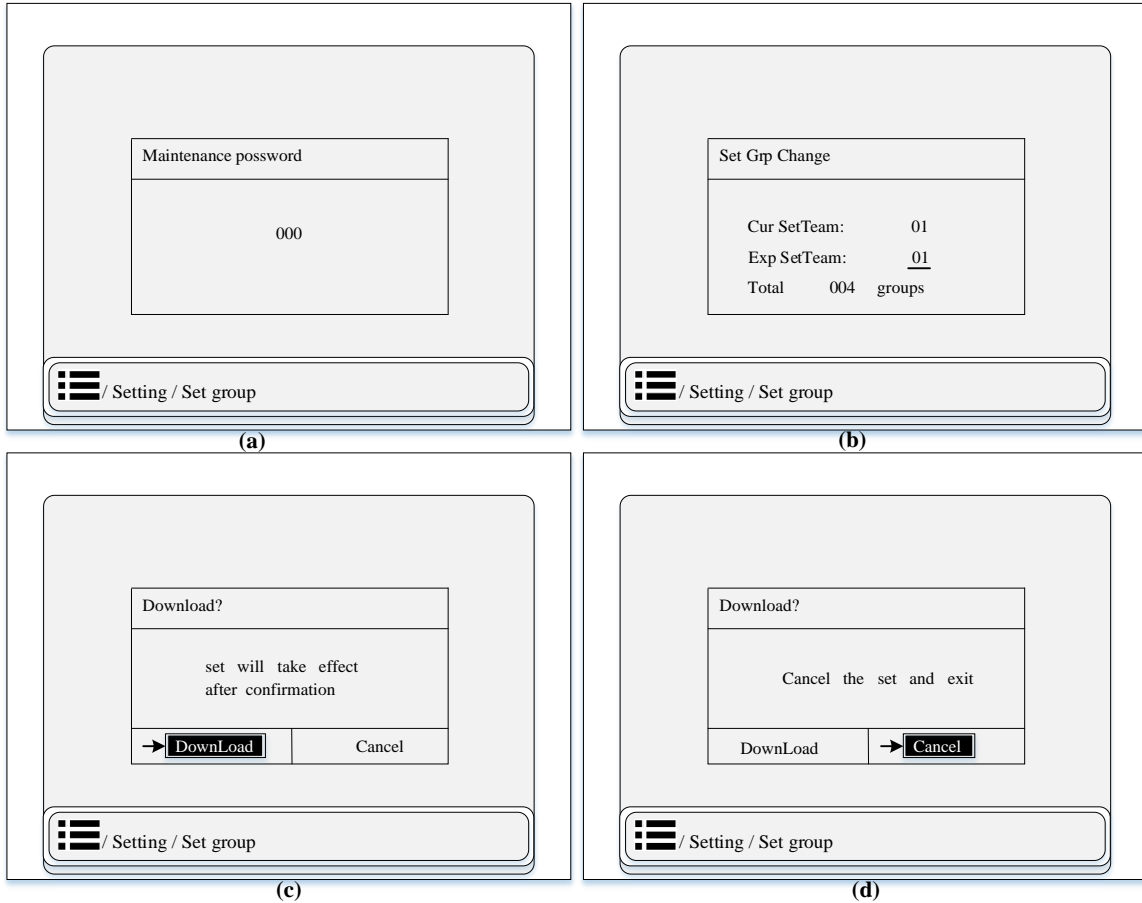 Maintenance possword
000
/ Setting / Set group
(a)
Set Grp Change
Cur SetTeam: 01
Exp SetTeam: 01
Total 004 groups
/ Setting / Set group
(b)
Download?
set will take effect
after confirmation
DownLoad Cancel
/ Setting / Set group
(c)
Download?
Cancel the set and exit
DownLoad Cancel
/ Setting / Set group
(d)